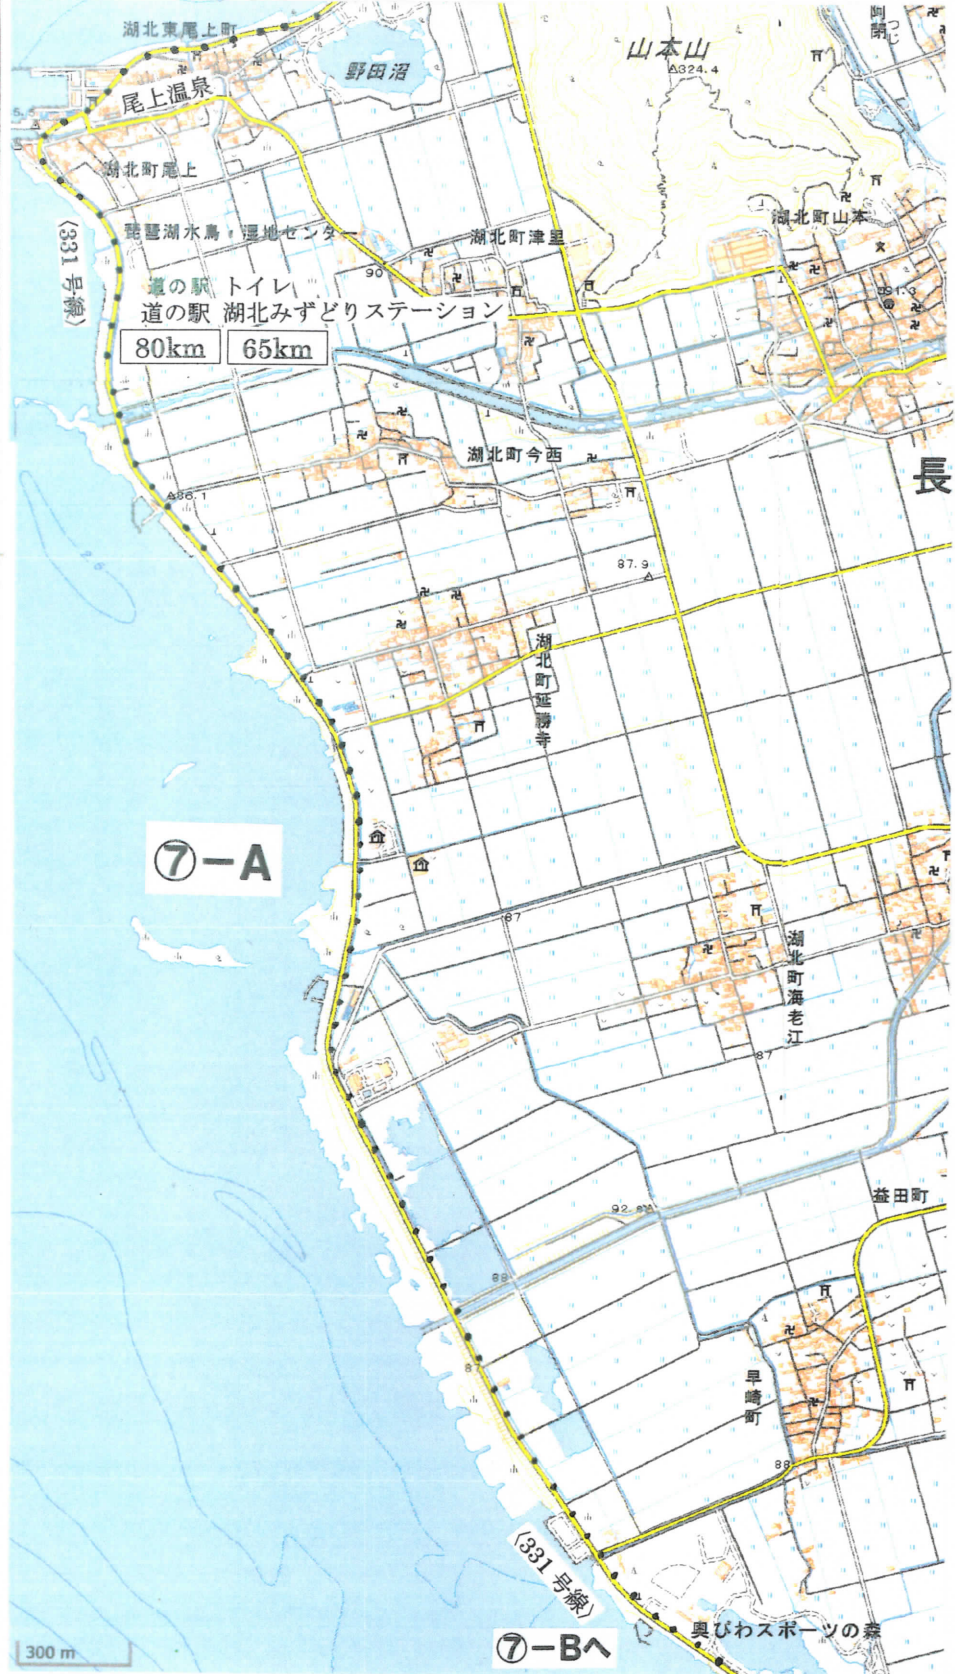 湖北東尾上町
野田沼
山本山
324.4
尾上温泉
湖北町尾上
湖北町山本
琵琶湖水鳥・湿地センター
湖北町津里
〈331号線〉
90
道の駅 トイレ
道の駅 湖北みずどりステーション
80km 65km
湖北町今西
長
86.1
87.9
湖北町延勝寺
⑦－A
87
湖北町海老江
87
益田町
88
87
早崎町
88
〈331号線〉
奥びわスポーツの森
⑦－Bへ
300 m